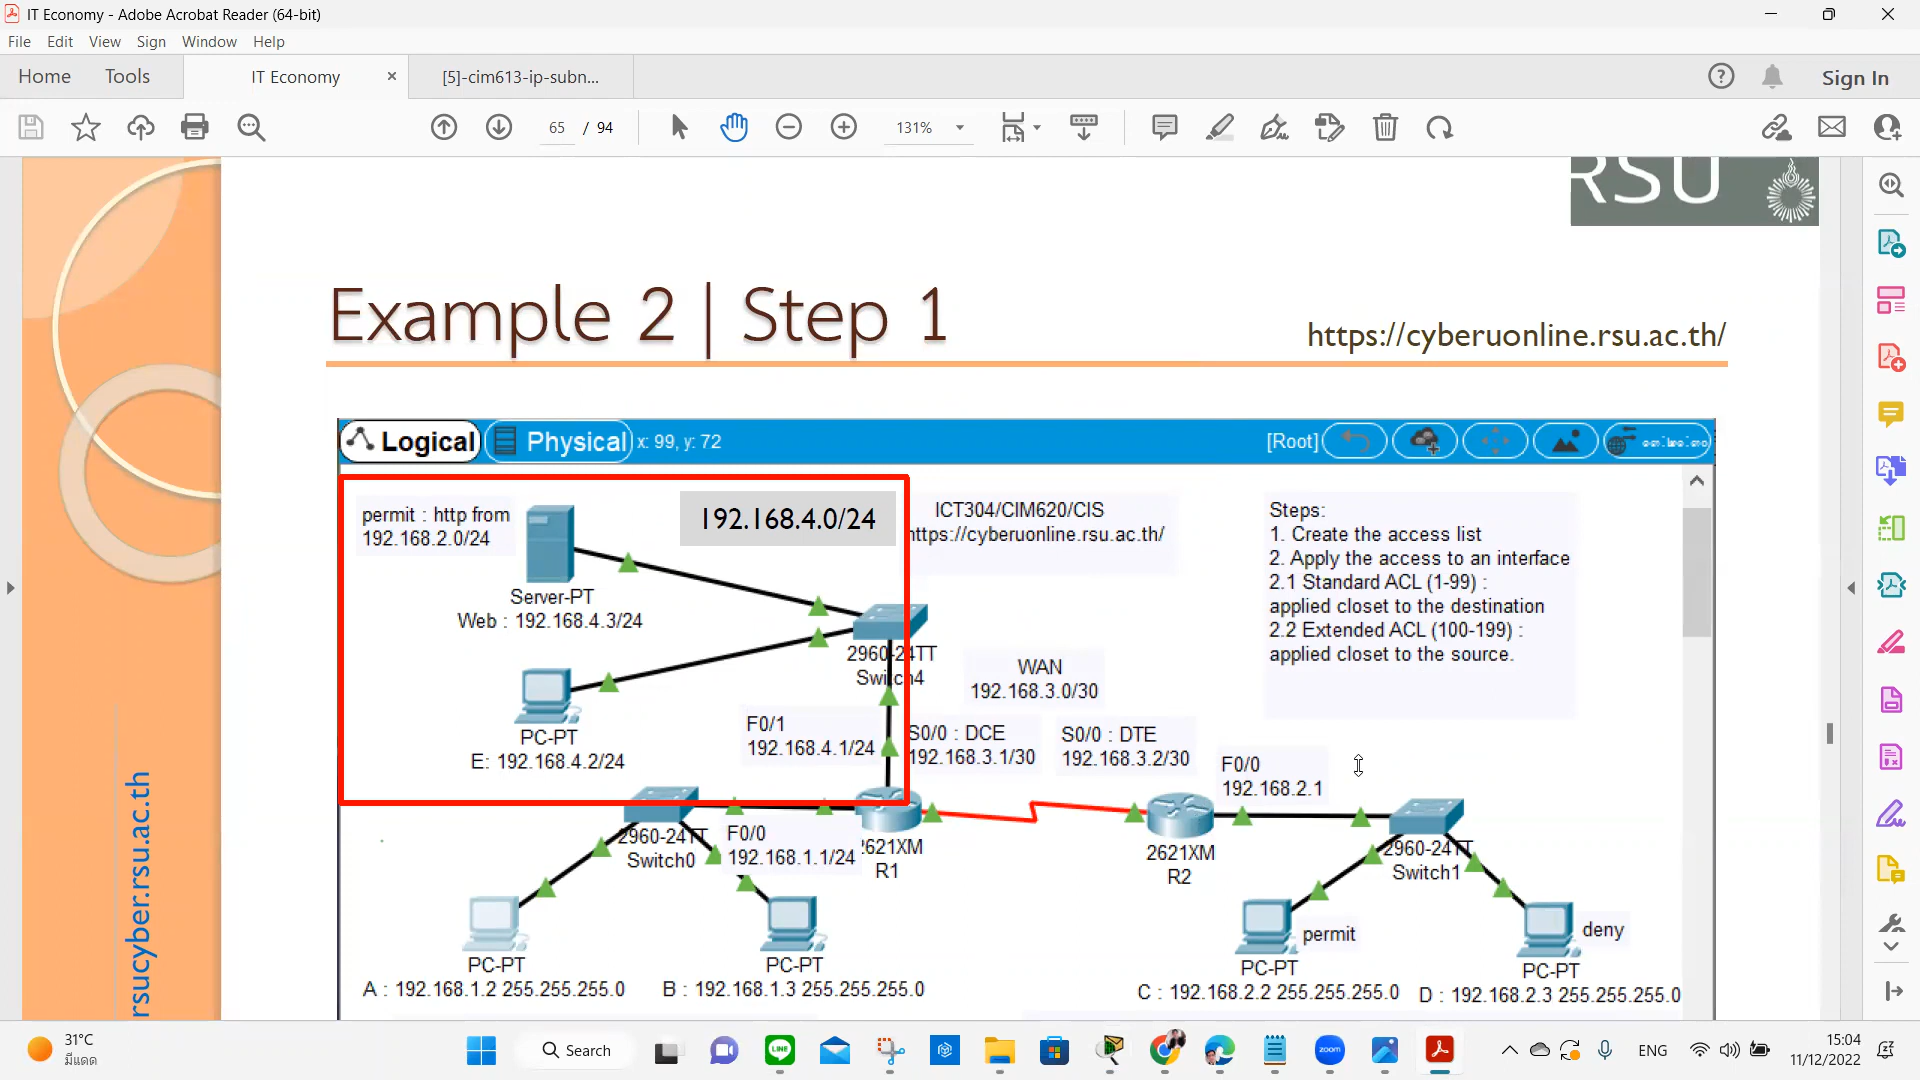 IT Economy - Adobe Acrobat Reader (64-bit)
File Edit View Sign Window Help
Home Tools IT Economy [5]-cim613-ip-subn... Sign In
65 / 94 131%
RSU
Example 2 | Step 1
https://cyberuonline.rsu.ac.th/
Logical Physical x: 99, y: 72 [Root]
permit : http from
192.168.2.0/24
192.168.4.0/24
ICT304/CIM620/CIS
https://cyberuonline.rsu.ac.th/
Steps:
1. Create the access list
2. Apply the access to an interface
2.1 Standard ACL (1-99) :
applied closet to the destination
2.2 Extended ACL (100-199) :
applied closet to the source.
Server-PT
Web : 192.168.4.3/24
2960-24TT
Switch4
WAN
192.168.3.0/30
PC-PT
E: 192.168.4.2/24
F0/1
192.168.4.1/24
S0/0 : DCE
192.168.3.1/30
S0/0 : DTE
192.168.3.2/30
F0/0
192.168.2.1
2960-24TT
Switch0
F0/0
192.168.1.1/24
2621XM
R1
2621XM
R2
2960-24TT
Switch1
PC-PT
A : 192.168.1.2 255.255.255.0
PC-PT
B : 192.168.1.3 255.255.255.0
permit
PC-PT
C : 192.168.2.2 255.255.255.0
deny
PC-PT
D : 192.168.2.3 255.255.255.0
rsucyber.rsu.ac.th
31°C
มีแดด
Search
LINE
zoom
ENG
15:04
11/12/2022